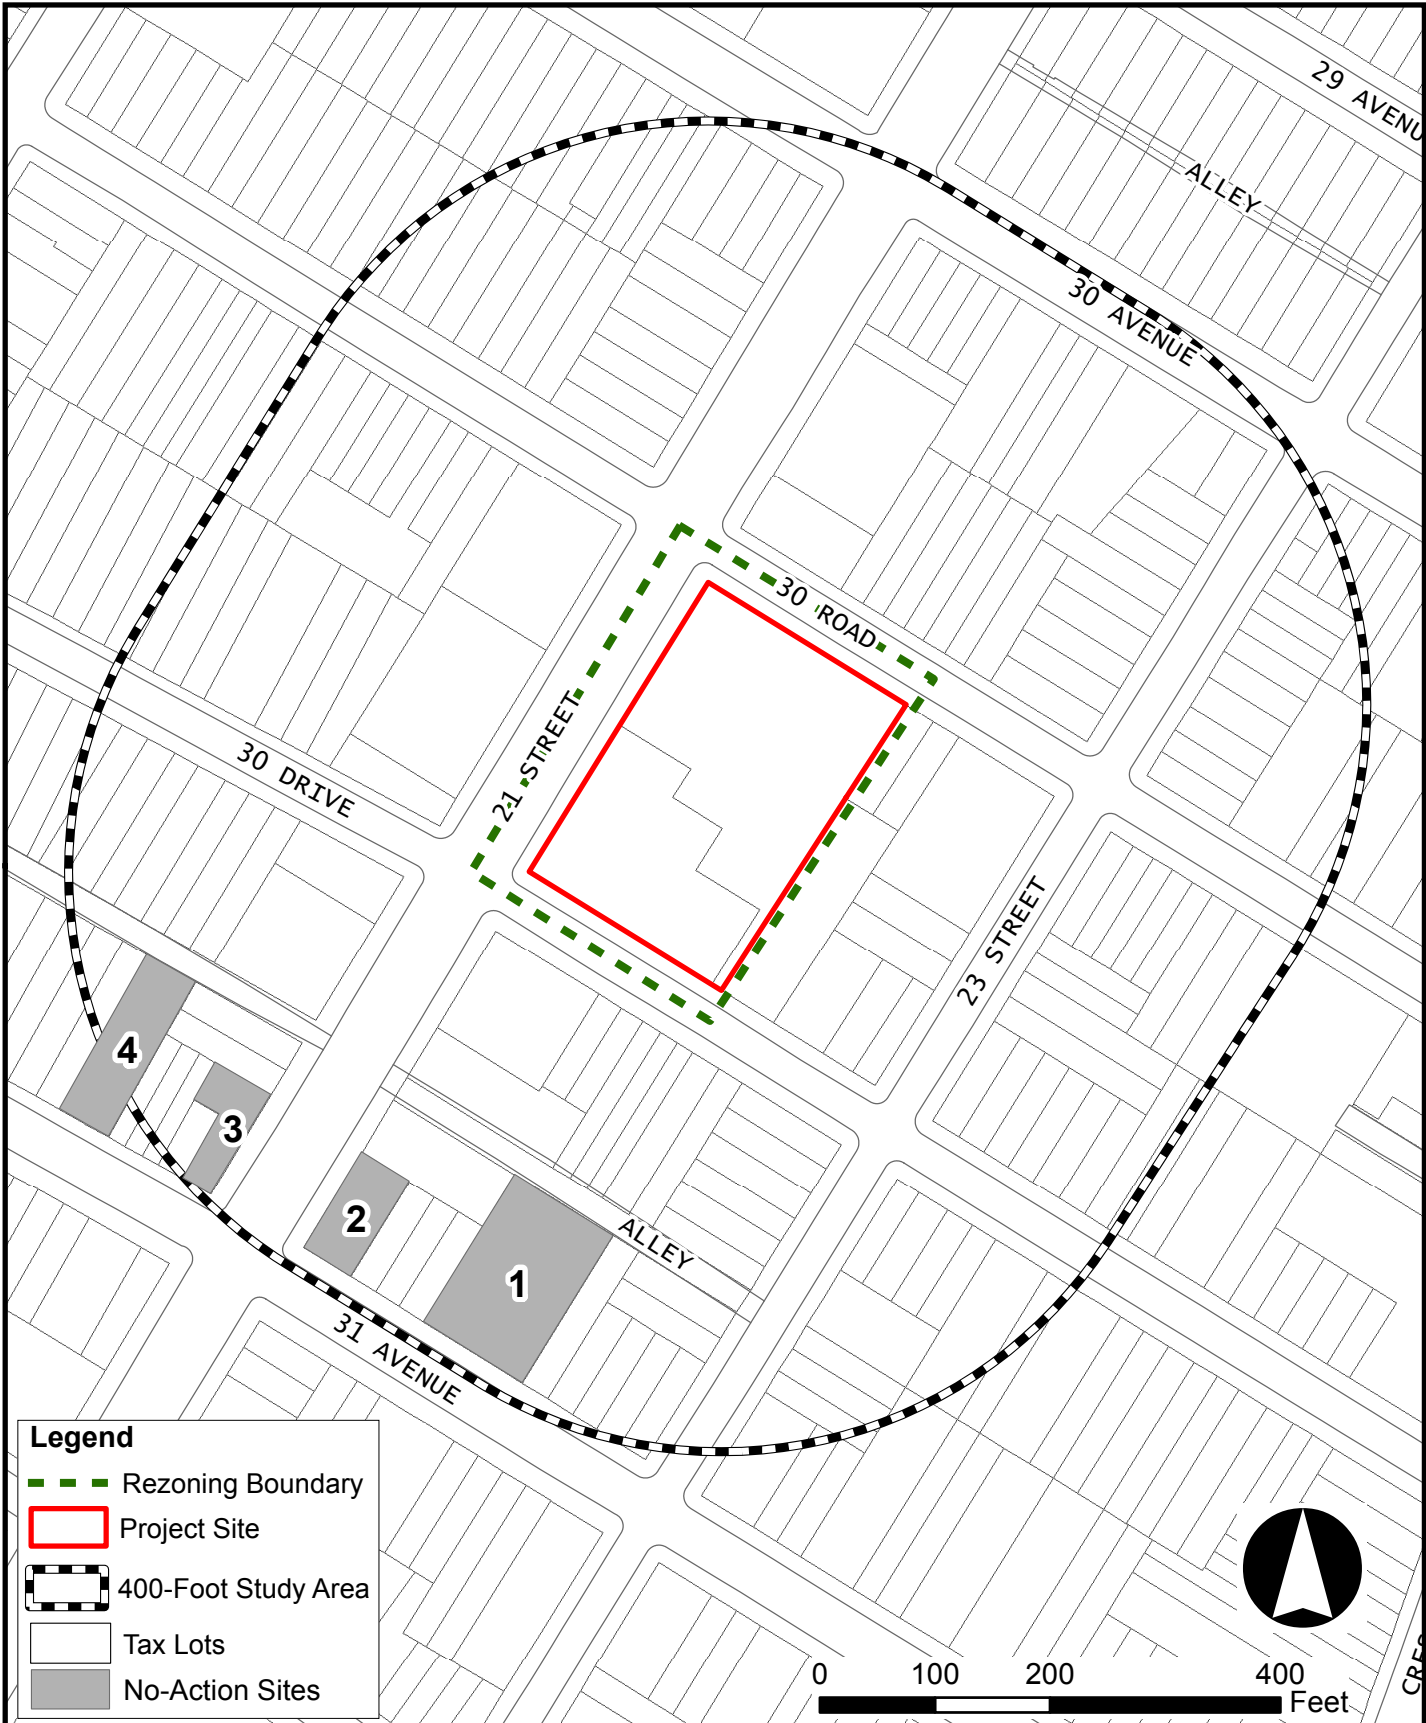 29 AVENU
ALLEY
30 AVENUE
30 ROAD
21 STREET
30 DRIVE
23 STREET
4
3
2
1
ALLEY
31 AVENUE
Legend
Rezoning Boundary
Project Site
400-Foot Study Area
Tax Lots
No-Action Sites
0 100 200 400
Feet